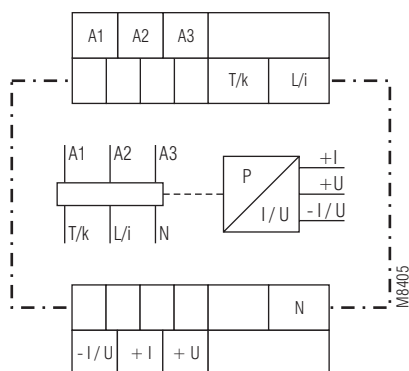 A1 A2 A3
T/k L/i
A1 A2 A3
P
I / U
+I
+U
-I / U
T/k L/i N
M8405
N
-I / U + I + U